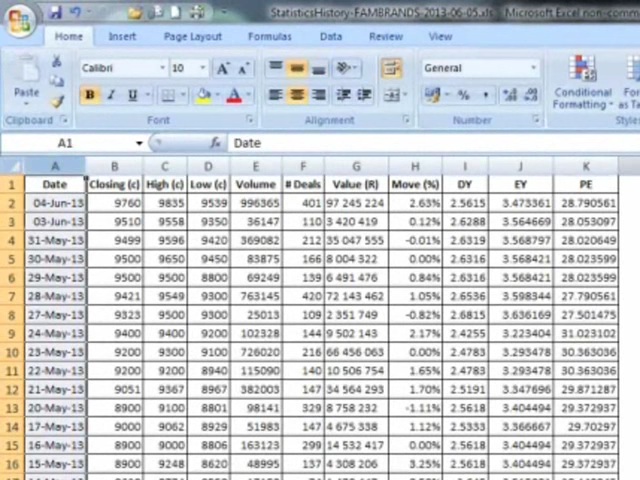 StatisticsHistory-FAMBRANDS-2013-06-05.xls - Microsoft Excel non-comm
Home Insert Page Layout Formulas Data Review View
Calibri 10 A A General
Paste B I U A % , Conditional Formatting Fo as Ta
Clipboard Font Alignment Number Styles
A1 fx Date
A B C D E F G H I J K
1 Date Closing (c) High (c) Low (c) Volume # Deals Value (R) Move (%) DY EY PE
2 04-Jun-13 9760 9835 9539 996365 401 97 245 224 2.63% 2.5615 3.473361 28.790561
3 03-Jun-13 9510 9558 9350 36147 110 3 420 419 0.12% 2.6288 3.564669 28.053097
4 31-May-13 9499 9596 9420 369082 212 35 047 555 -0.01% 2.6319 3.568797 28.020649
5 30-May-13 9500 9650 9450 83875 166 8 004 322 0.00% 2.6316 3.568421 28.023599
6 29-May-13 9500 9500 8800 69249 139 6 491 476 0.84% 2.6316 3.568421 28.023599
7 28-May-13 9421 9549 9300 763145 420 72 143 462 1.05% 2.6536 3.598344 27.790561
8 27-May-13 9323 9500 9300 25013 109 2 351 749 -0.82% 2.6815 3.636169 27.501475
9 24-May-13 9400 9400 9200 102328 144 9 502 143 2.17% 2.4255 3.223404 31.023102
10 23-May-13 9200 9300 9100 726020 216 66 456 063 0.00% 2.4783 3.293478 30.363036
11 22-May-13 9200 9200 8940 115090 140 10 506 754 1.65% 2.4783 3.293478 30.363036
12 21-May-13 9051 9367 8967 382003 147 34 564 293 1.70% 2.5191 3.347696 29.871287
13 20-May-13 8900 9100 8801 98141 329 8 758 232 -1.11% 2.5618 3.404494 29.372937
14 17-May-13 9000 9062 8929 51983 147 4 675 338 1.12% 2.5333 3.366667 29.70297
15 16-May-13 8900 9000 8806 163123 299 14 532 417 0.00% 2.5618 3.404494 29.372937
16 15-May-13 8900 9248 8620 48995 137 4 308 206 3.25% 2.5618 3.404494 29.372937